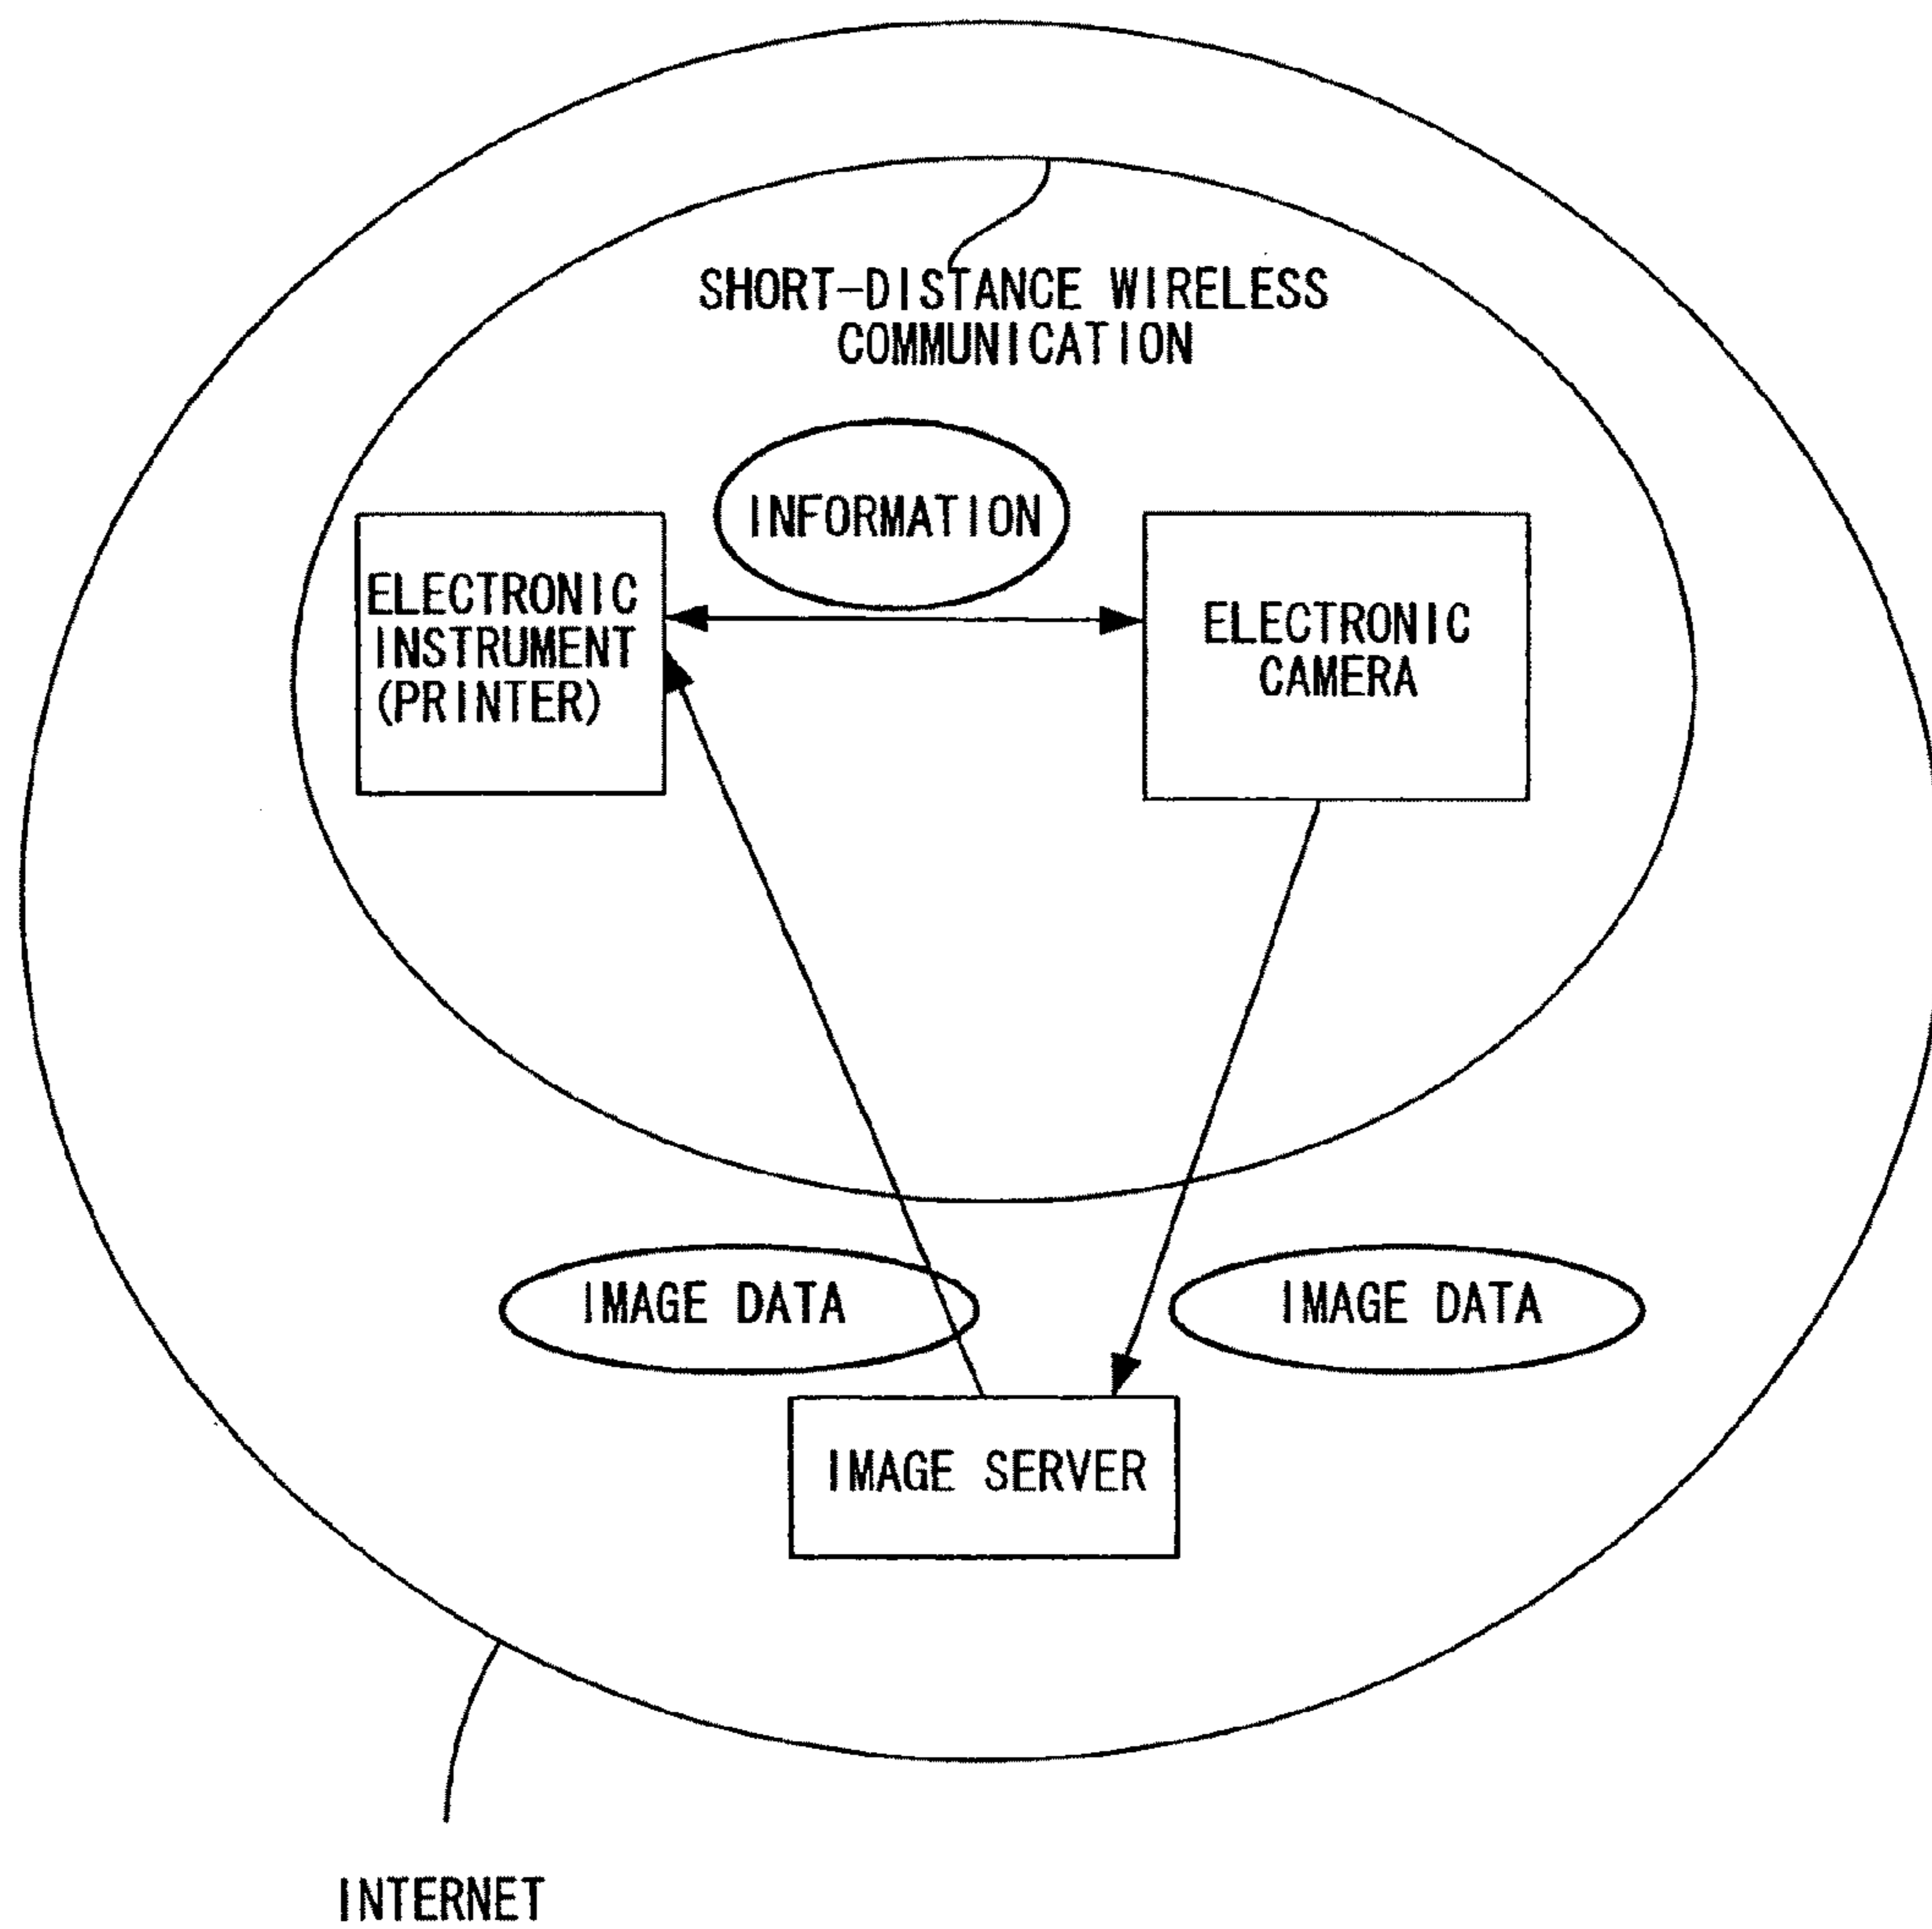 SHORT-DISTANCE WIRELESS
COMMUNICATION
INFORMATION
ELECTRONIC
INSTRUMENT
(PRINTER)
ELECTRONIC
CAMERA
IMAGE DATA
IMAGE DATA
IMAGE SERVER
INTERNET